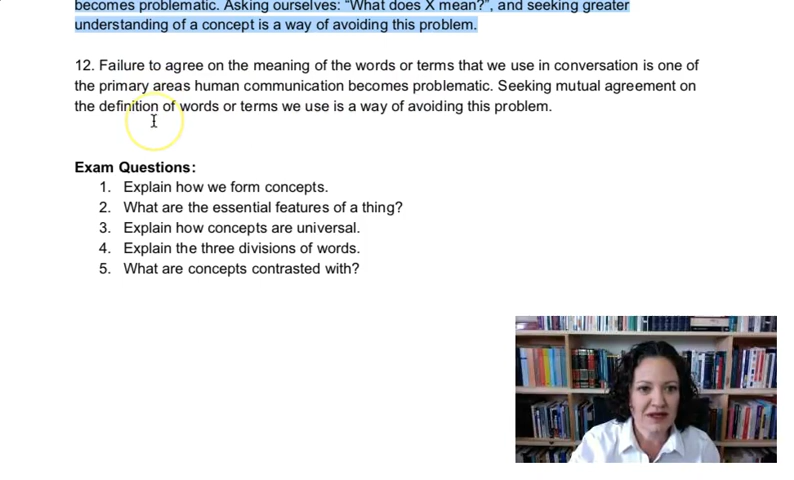 becomes problematic. Asking ourselves: "What does X mean?", and seeking greater
understanding of a concept is a way of avoiding this problem.
12. Failure to agree on the meaning of the words or terms that we use in conversation is one of
the primary areas human communication becomes problematic. Seeking mutual agreement on
the definition of words or terms we use is a way of avoiding this problem.
Exam Questions:
1. Explain how we form concepts.
2. What are the essential features of a thing?
3. Explain how concepts are universal.
4. Explain the three divisions of words.
5. What are concepts contrasted with?